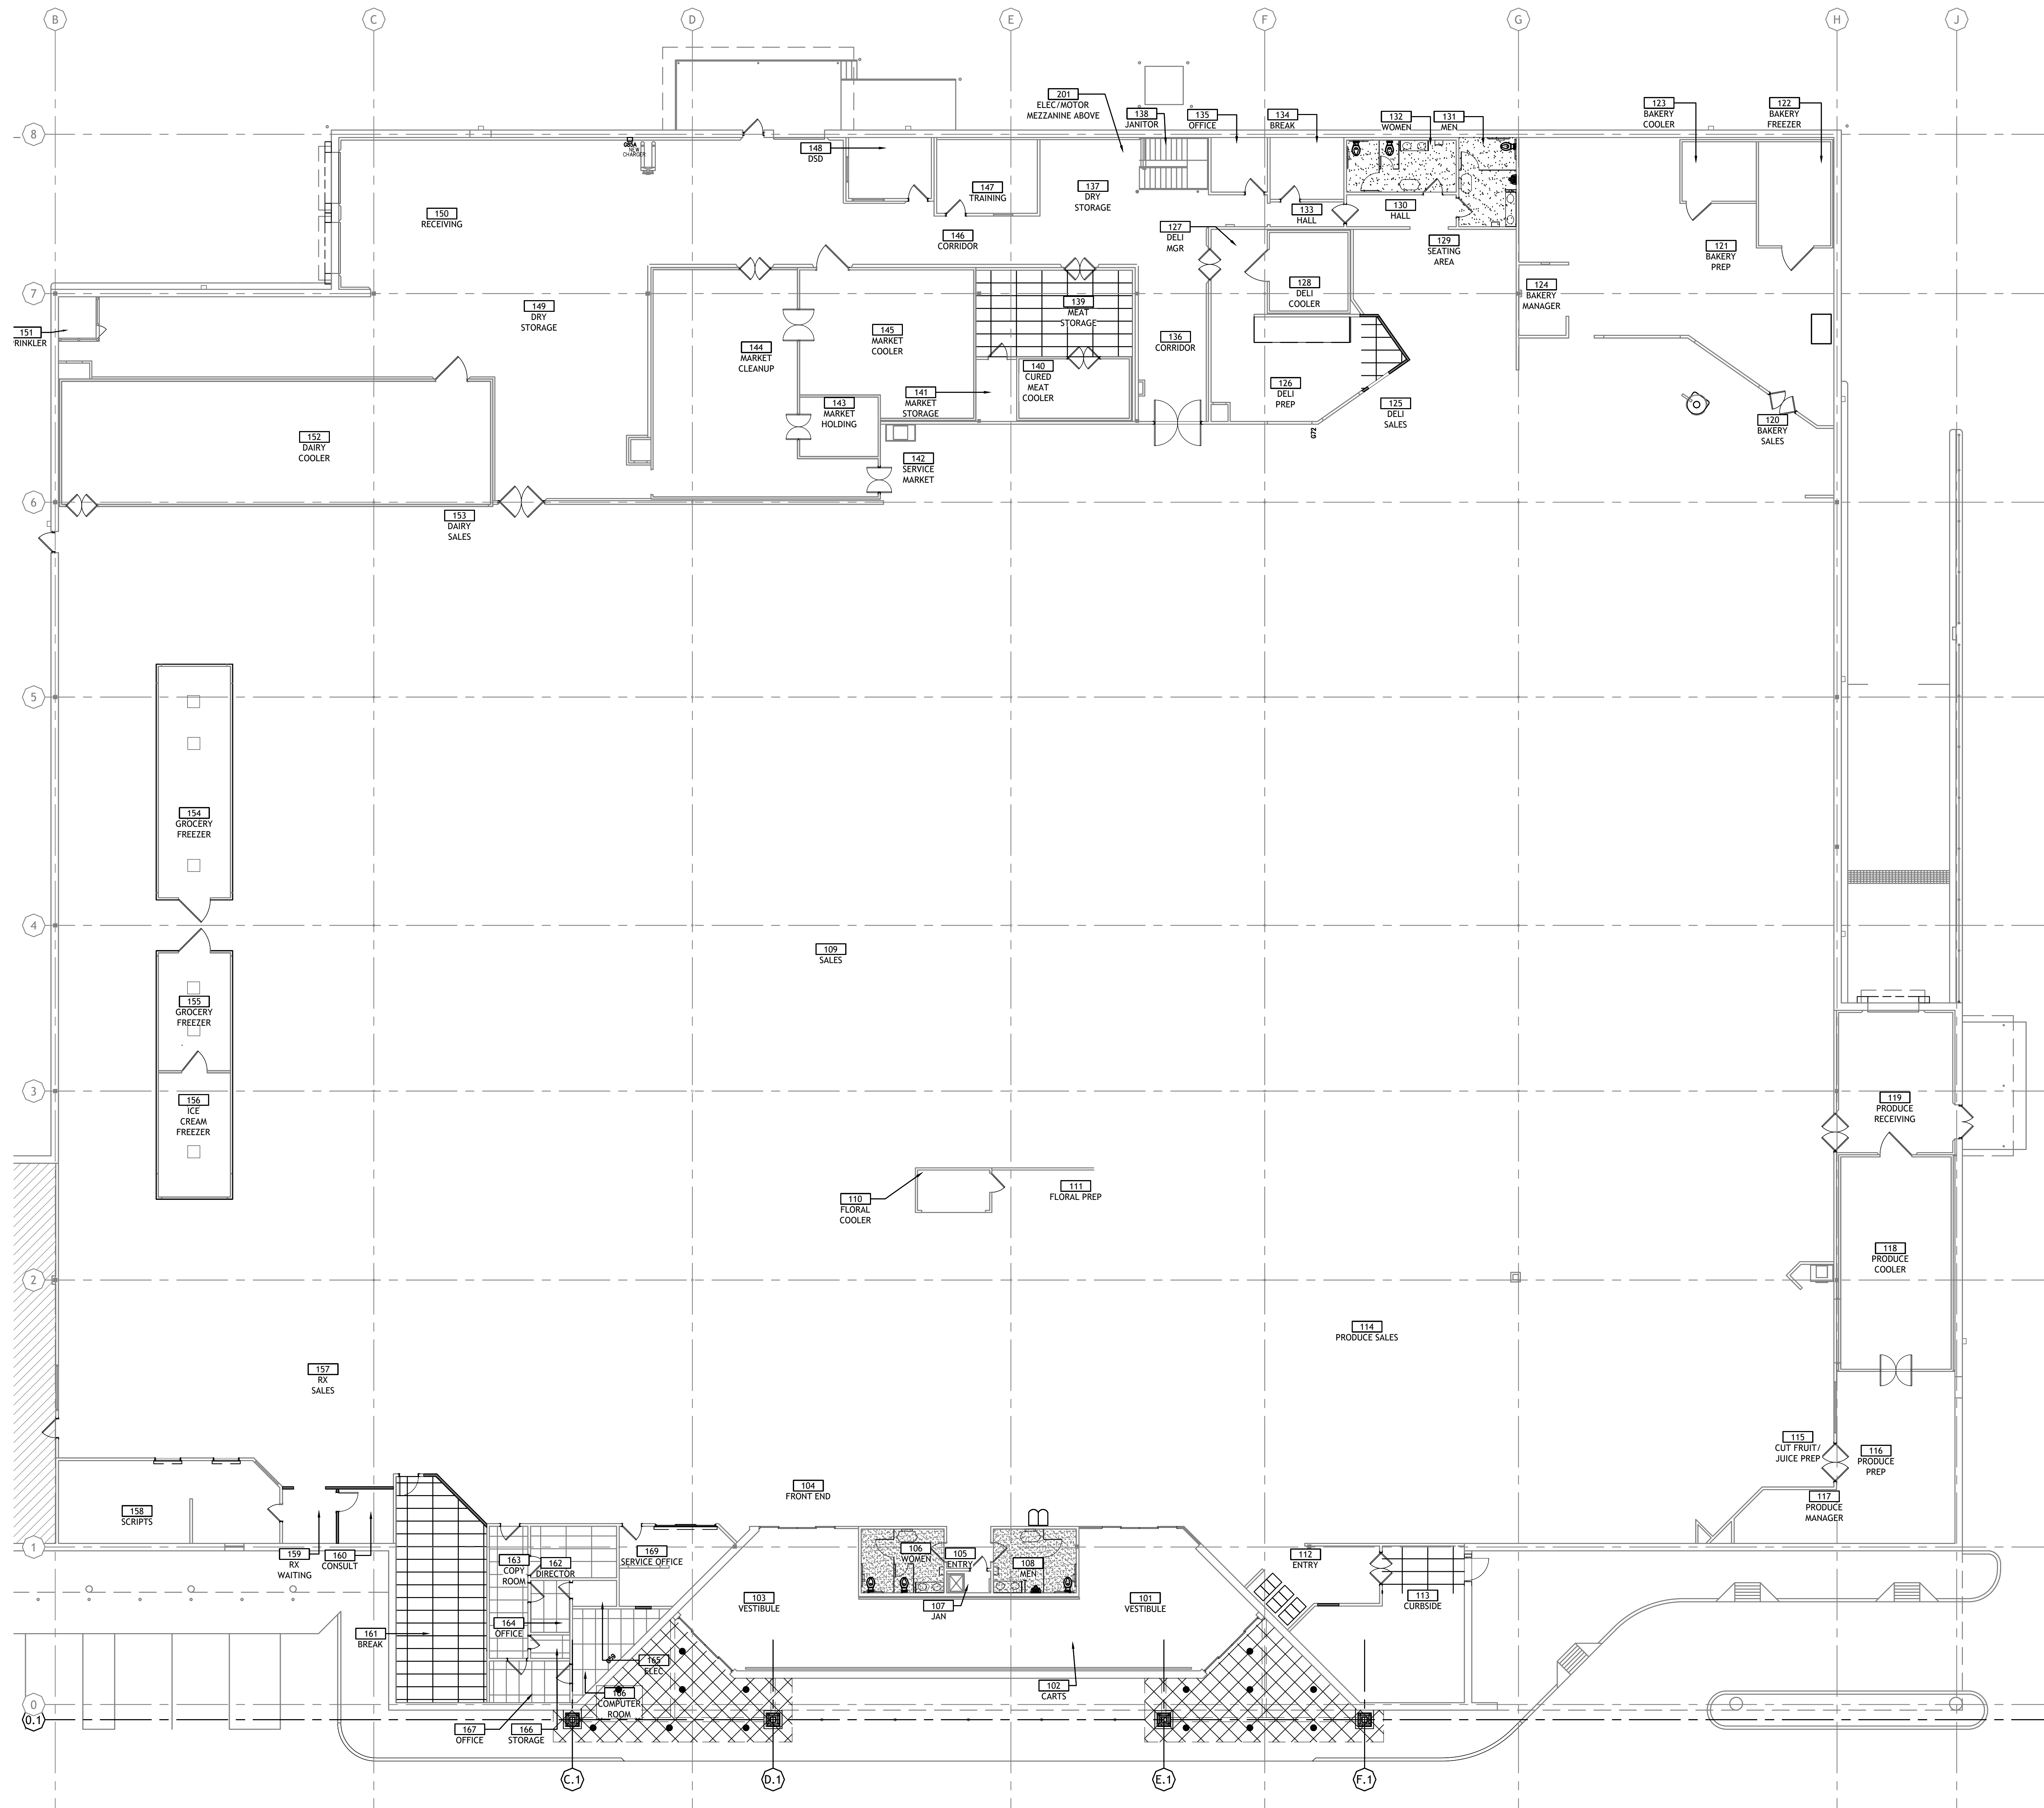 B
C
D
E
F
G
H
J
8
7
6
5
4
3
2
1
0
0.1
201
ELEC/MOTOR
MEZZANINE ABOVE
138
JANITOR
135
OFFICE
134
BREAK
132
WOMEN
131
MEN
123
BAKERY
COOLER
122
BAKERY
FREEZER
G85A
NEW
CHARGER
148
DSD
147
TRAINING
137
DRY
STORAGE
150
RECEIVING
146
CORRIDOR
127
DELI
MGR
133
HALL
130
HALL
129
SEATING
AREA
121
BAKERY
PREP
128
DELI
COOLER
124
BAKERY
MANAGER
151
RINKLER
149
DRY
STORAGE
139
MEAT
STORAGE
145
MARKET
COOLER
144
MARKET
CLEANUP
136
CORRIDOR
140
CURED
MEAT
COOLER
141
MARKET
STORAGE
143
MARKET
HOLDING
126
DELI
PREP
125
DELI
SALES
G72
120
BAKERY
SALES
152
DAIRY
COOLER
142
SERVICE
MARKET
153
DAIRY
SALES
154
GROCERY
FREEZER
109
SALES
155
GROCERY
FREEZER
156
ICE
CREAM
FREEZER
119
PRODUCE
RECEIVING
110
FLORAL
COOLER
111
FLORAL PREP
118
PRODUCE
COOLER
114
PRODUCE SALES
157
RX
SALES
115
CUT FRUIT/
JUICE PREP
116
PRODUCE
PREP
117
PRODUCE
MANAGER
104
FRONT END
158
SCRIPTS
159
RX
WAITING
160
CONSULT
163
COPY
ROOM
162
DIRECTOR
169
SERVICE OFFICE
106
WOMEN
105
ENTRY
108
MEN
107
JAN
112
ENTRY
113
CURBSIDE
103
VESTIBULE
101
VESTIBULE
161
BREAK
164
OFFICE
165
ELEC
166
COMPUTER
ROOM
102
CARTS
167
OFFICE
166
STORAGE
C.1
D.1
E.1
F.1